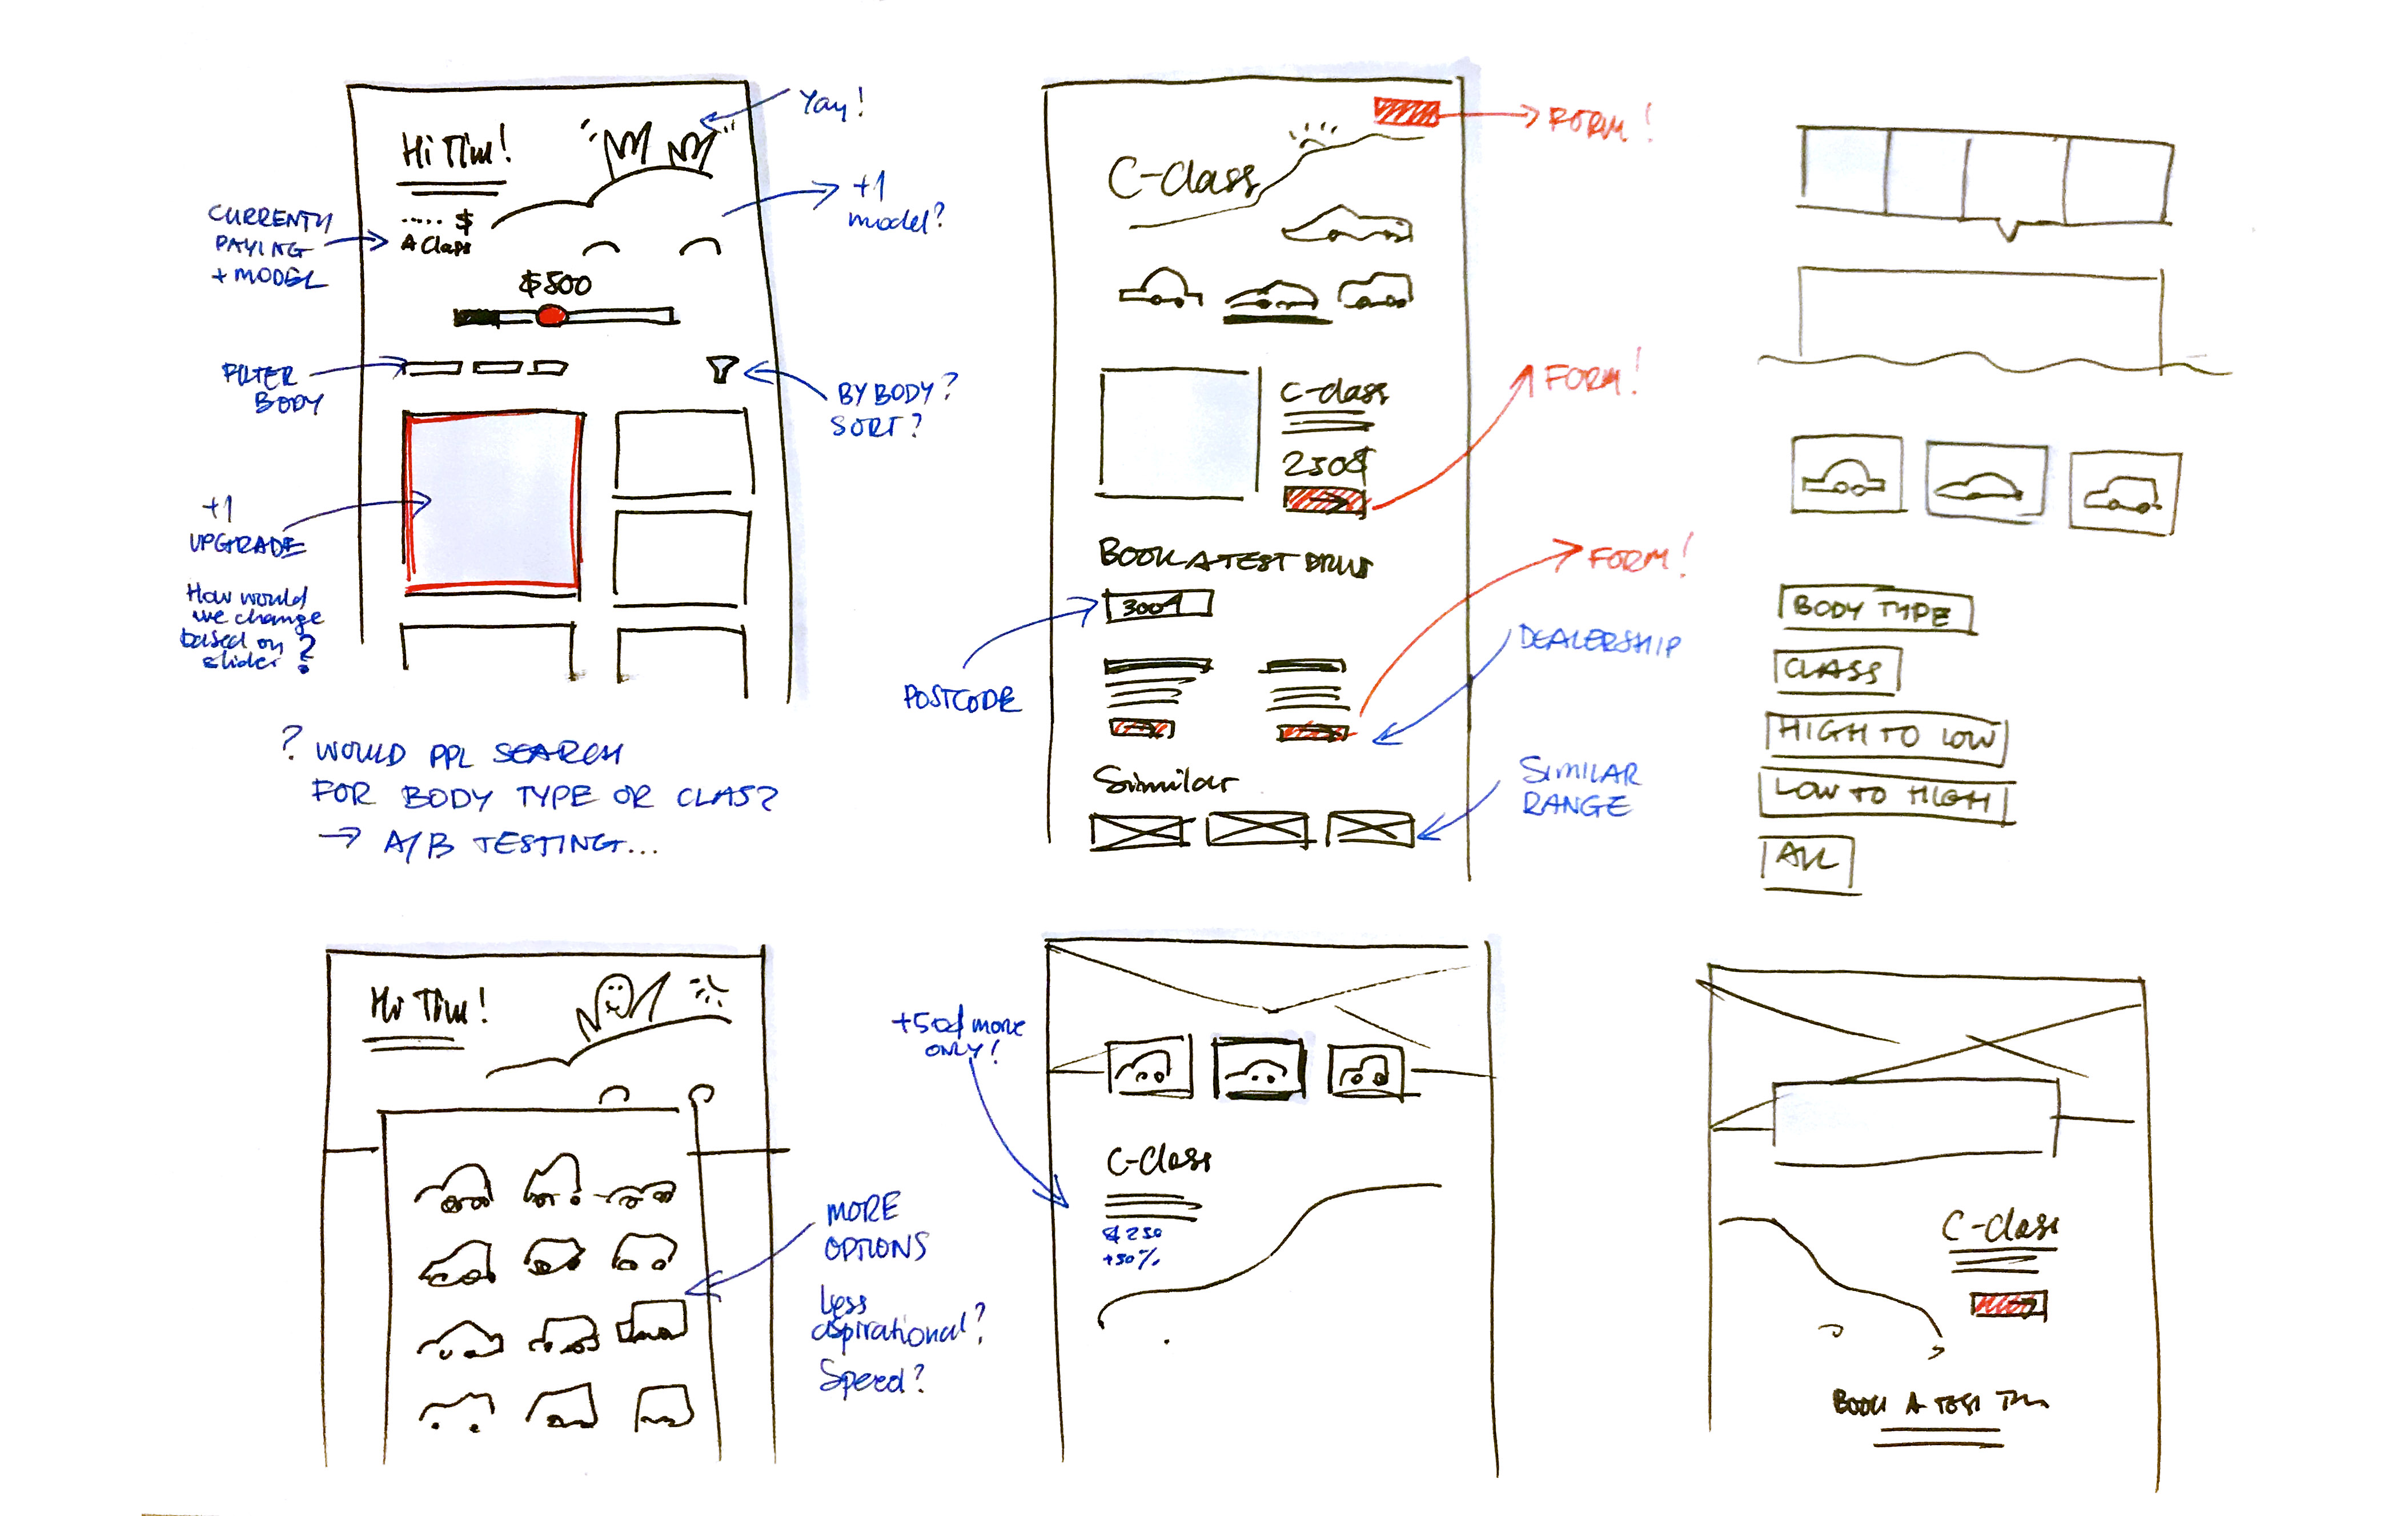 Hi Tim!
..... $
A Class
$500
CURRENTY
PAYING
+ MODEL
FILTER
BODY
+1
UPGRADE
How would
we change
based on
slider?
Yay!
+1
model?
BY BODY?
SORT?
? WOULD PPL SEARCH
FOR BODY TYPE OR CLASS?
→ A/B TESTING...
C-Class
FORM!
C-class
250$
FORM!
BOOK A TEST DRIVE
3004
POSTCODE
FORM!
DEALERSHIP
Similar
SIMILAR
RANGE
BODY TYPE
CLASS
HIGH TO LOW
LOW TO HIGH
ALL
Hi Tim!
MORE
OPTIONS
Less
aspirational?
Speed?
+50$ more
ONLY!
C-Class
$250
+50%
C-Class
BOOK A TEST